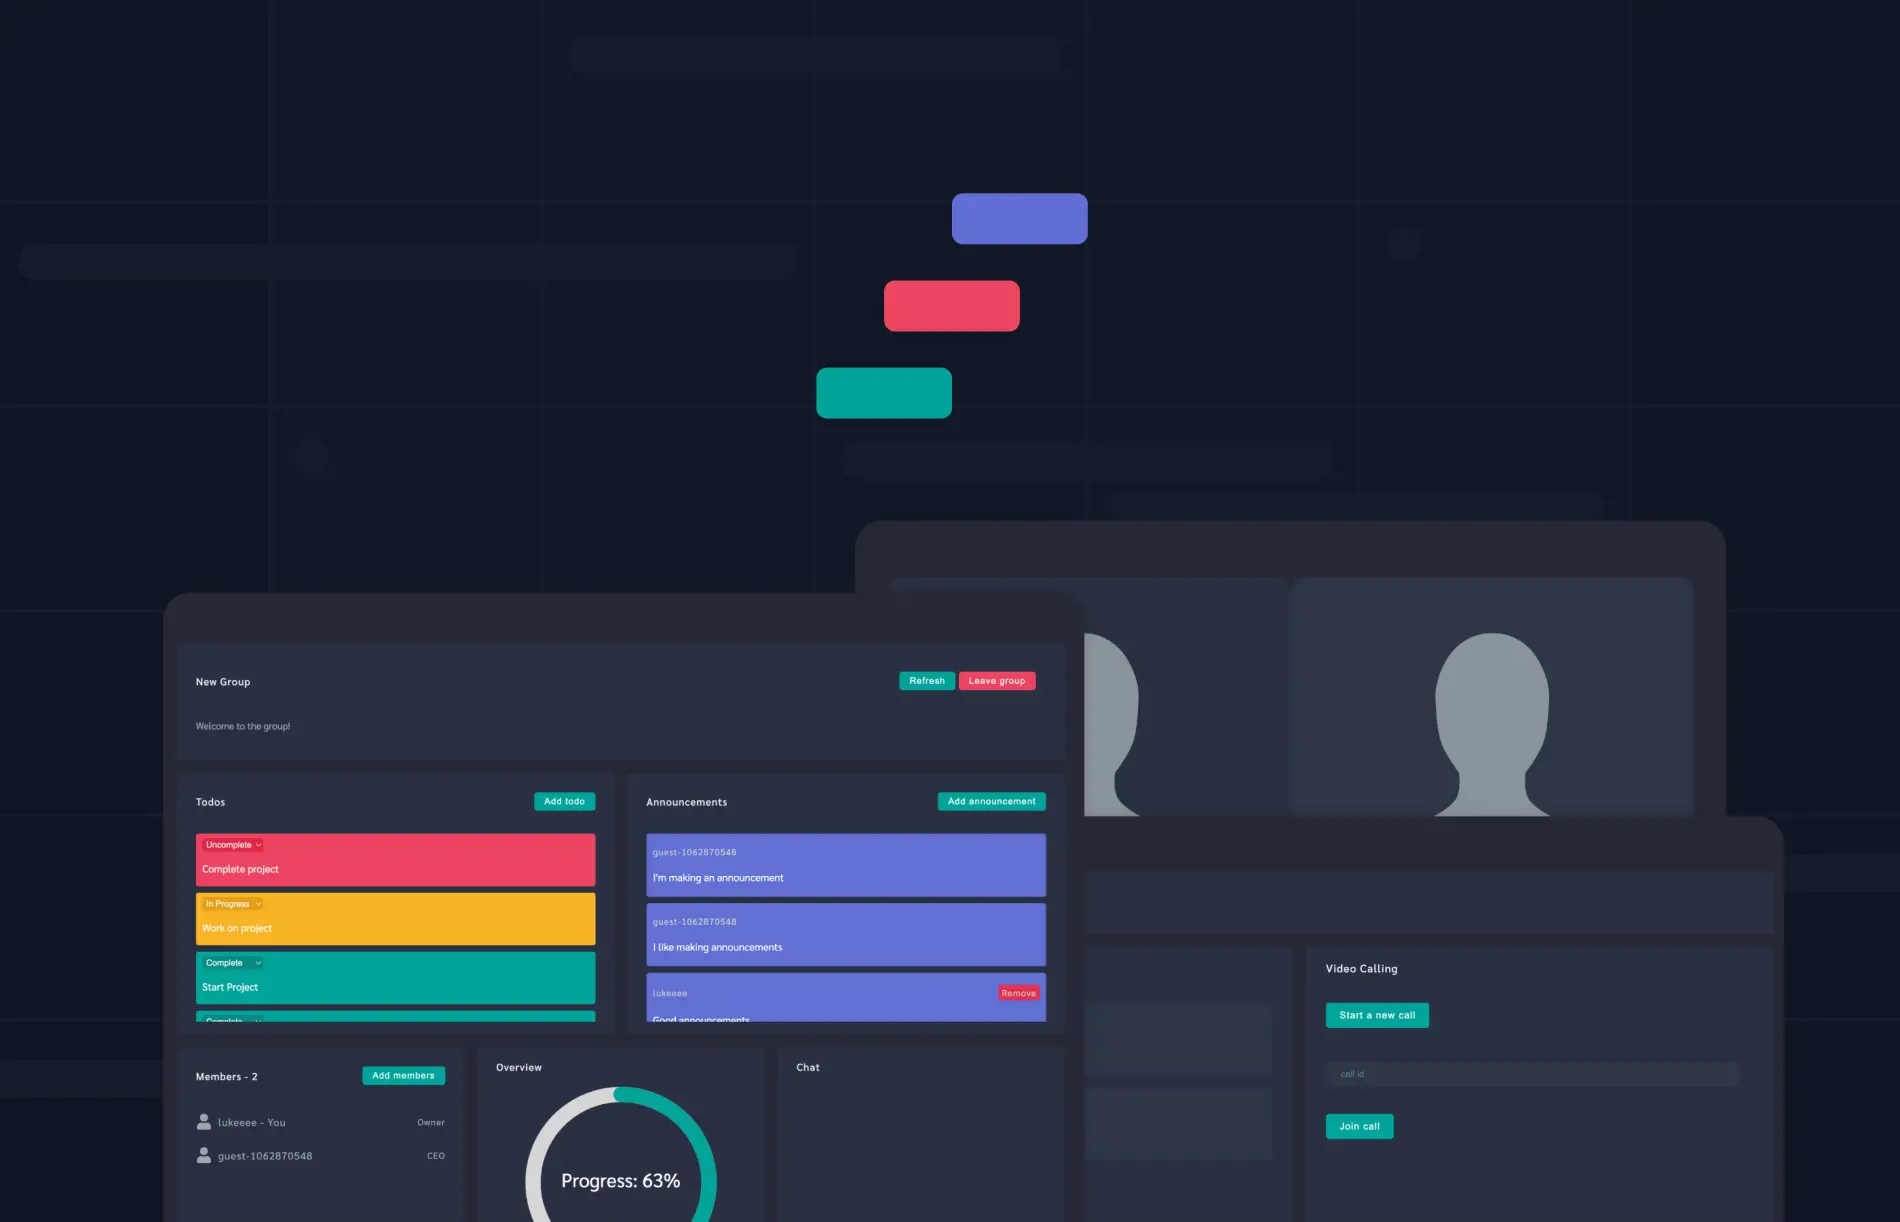 New Group
Refresh
Leave group
Welcome to the group!
Todos
Add todo
Uncomplete
Complete project
In Progress
Work on project
Complete
Start Project
Complete
Announcements
Add announcement
guest-1062870548
I'm making an announcement
guest-1062870548
I like making announcements
lukeeee
Remove
Good announcements
Members - 2
Add members
lukeeee - You
Owner
guest-1062870548
CEO
Overview
Progress: 63%
Chat
Video Calling
Start a new call
call id
Join call